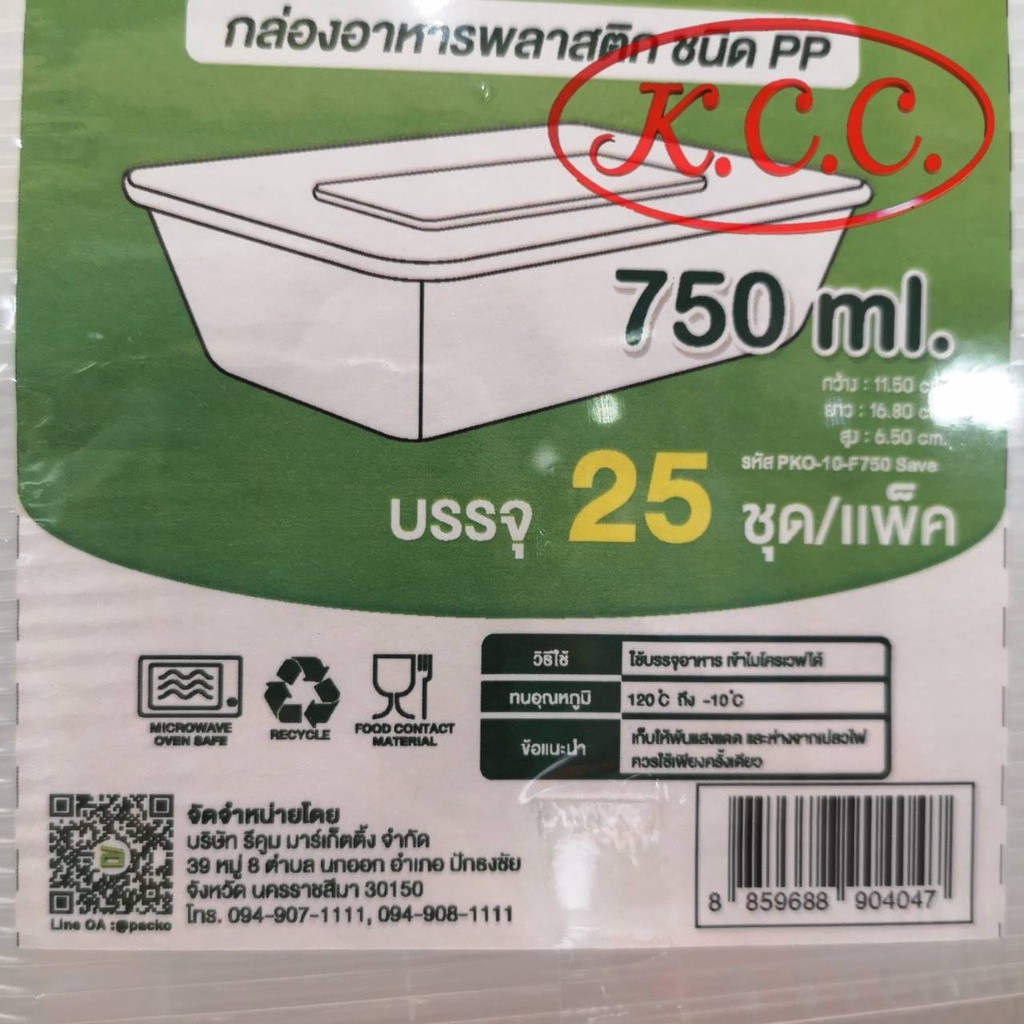 กล่องอาหารพลาสติก ชนิด PP
K.C.C.
750 ml.
กว้าง : 11.50 cm.
ยาว : 16.80 cm.
สูง : 6.50 cm.
รหัส PKO-10-F750 Save
บรรจุ 25 ชุด/แพ็ค
MICROWAVE
OVEN SAFE
RECYCLE
FOOD CONTACT
MATERIAL
วิธีใช้ ใช้บรรจุอาหาร เข้าไมโครเวฟได้
ทนอุณหภูมิ 120 ํC ถึง -10 ํC
ข้อแนะนำ เก็บให้พ้นแสงแดด และห่างจากเปลวไฟ
ควรใช้เพียงครั้งเดียว
จัดจำหน่ายโดย
บริษัท รีคูม มาร์เก็ตติ้ง จำกัด
39 หมู่ 8 ตำบล นกออก อำเภอ ปักธงชัย
จังหวัด นครราชสีมา 30150
โทร. 094-907-1111, 094-908-1111
Line OA :@packo
8 859688 904047